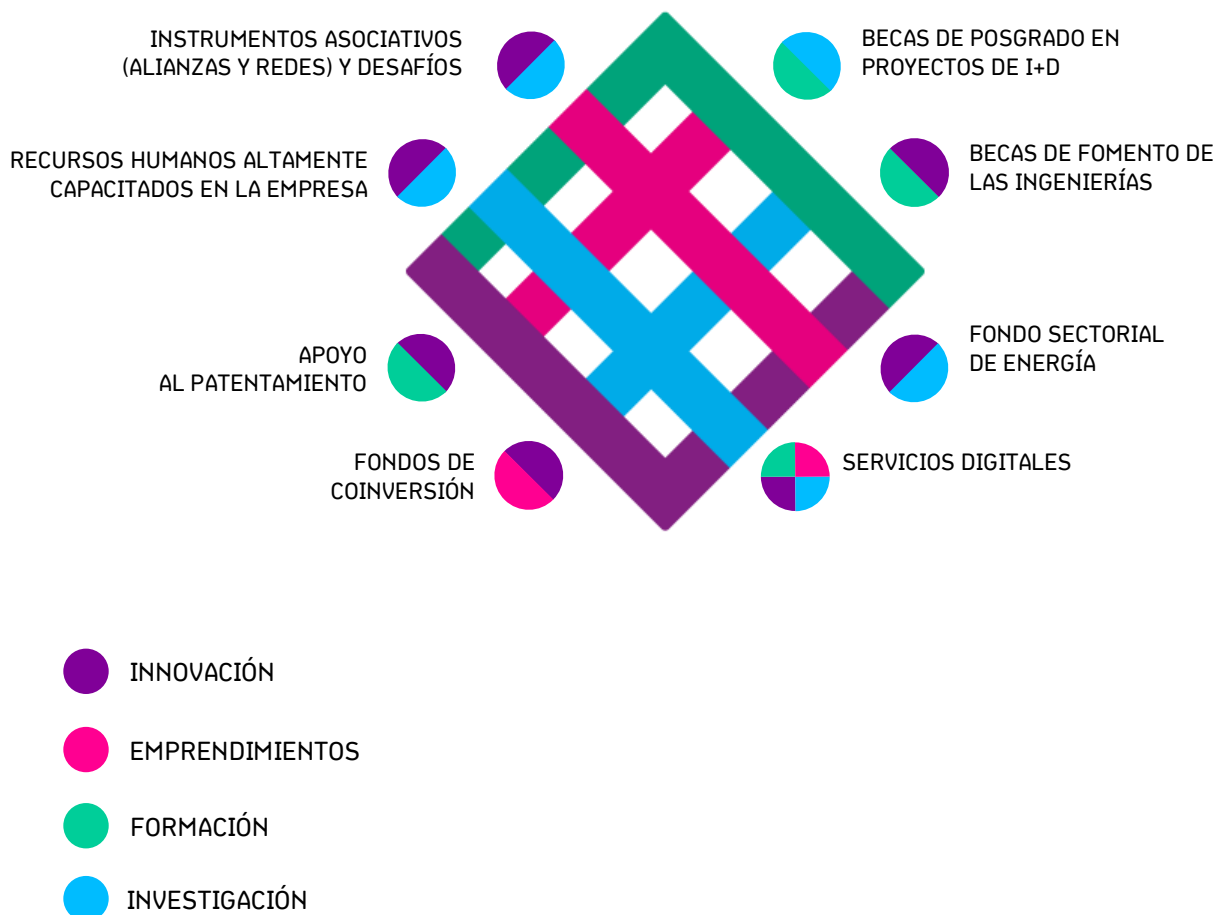 INSTRUMENTOS ASOCIATIVOS
(ALIANZAS Y REDES) Y DESAFÍOS
BECAS DE POSGRADO EN
PROYECTOS DE I+D
RECURSOS HUMANOS ALTAMENTE
CAPACITADOS EN LA EMPRESA
BECAS DE FOMENTO DE
LAS INGENIERÍAS
APOYO
AL PATENTAMIENTO
FONDO SECTORIAL
DE ENERGÍA
FONDOS DE
COINVERSIÓN
SERVICIOS DIGITALES
INNOVACIÓN
EMPRENDIMIENTOS
FORMACIÓN
INVESTIGACIÓN